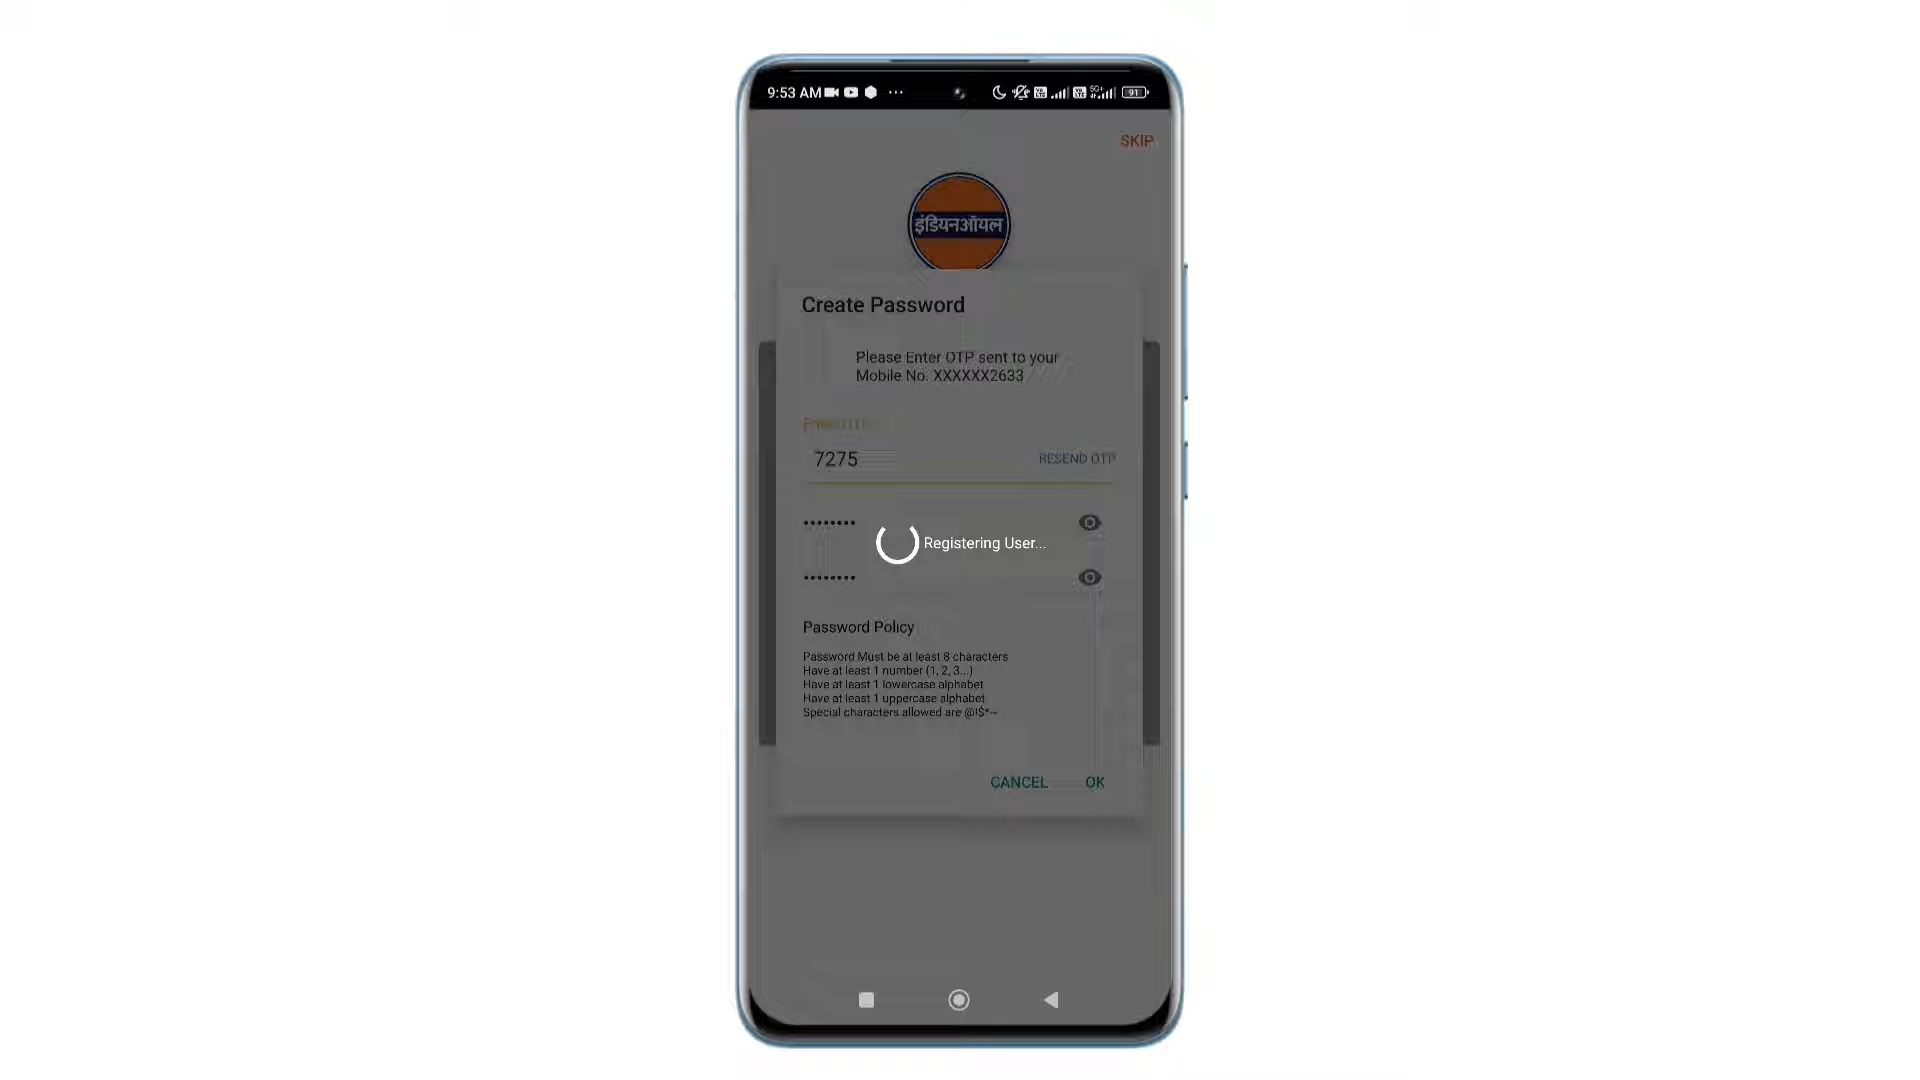 9:53 AM
91
SKIP
इंडियनऑयल
Create Password
Please Enter OTP sent to your
Mobile No. XXXXXX2633
7275
RESEND OTP
••••••••
Registering User...
••••••••
Password Policy
Password Must be at least 8 characters
Have at least 1 number (1, 2, 3...)
Have at least 1 lowercase alphabet
Have at least 1 uppercase alphabet
Special characters allowed are @!$*~
CANCEL OK